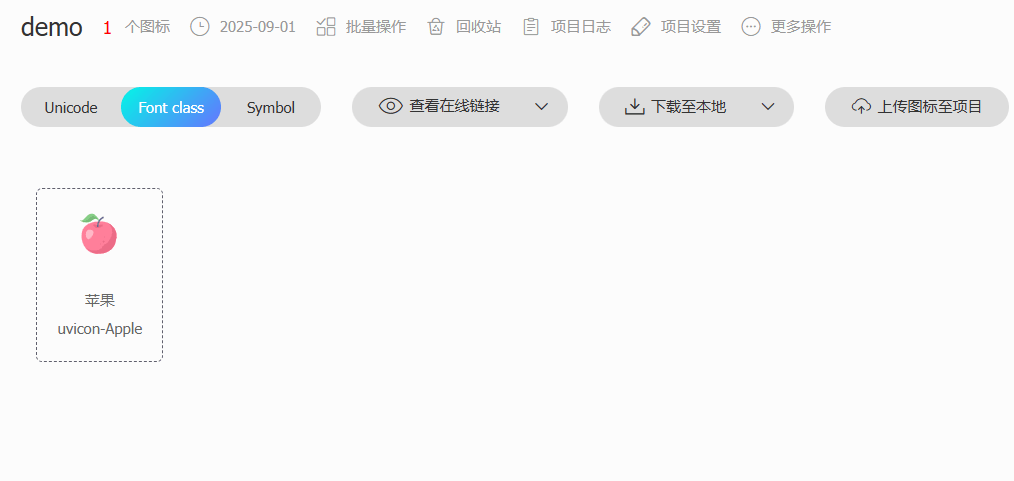 demo 1 个图标 2025-09-01 批量操作 回收站 项目日志 项目设置 更多操作
Unicode Font class Symbol 查看在线链接 下载至本地 上传图标至项目
苹果
uvicon-Apple